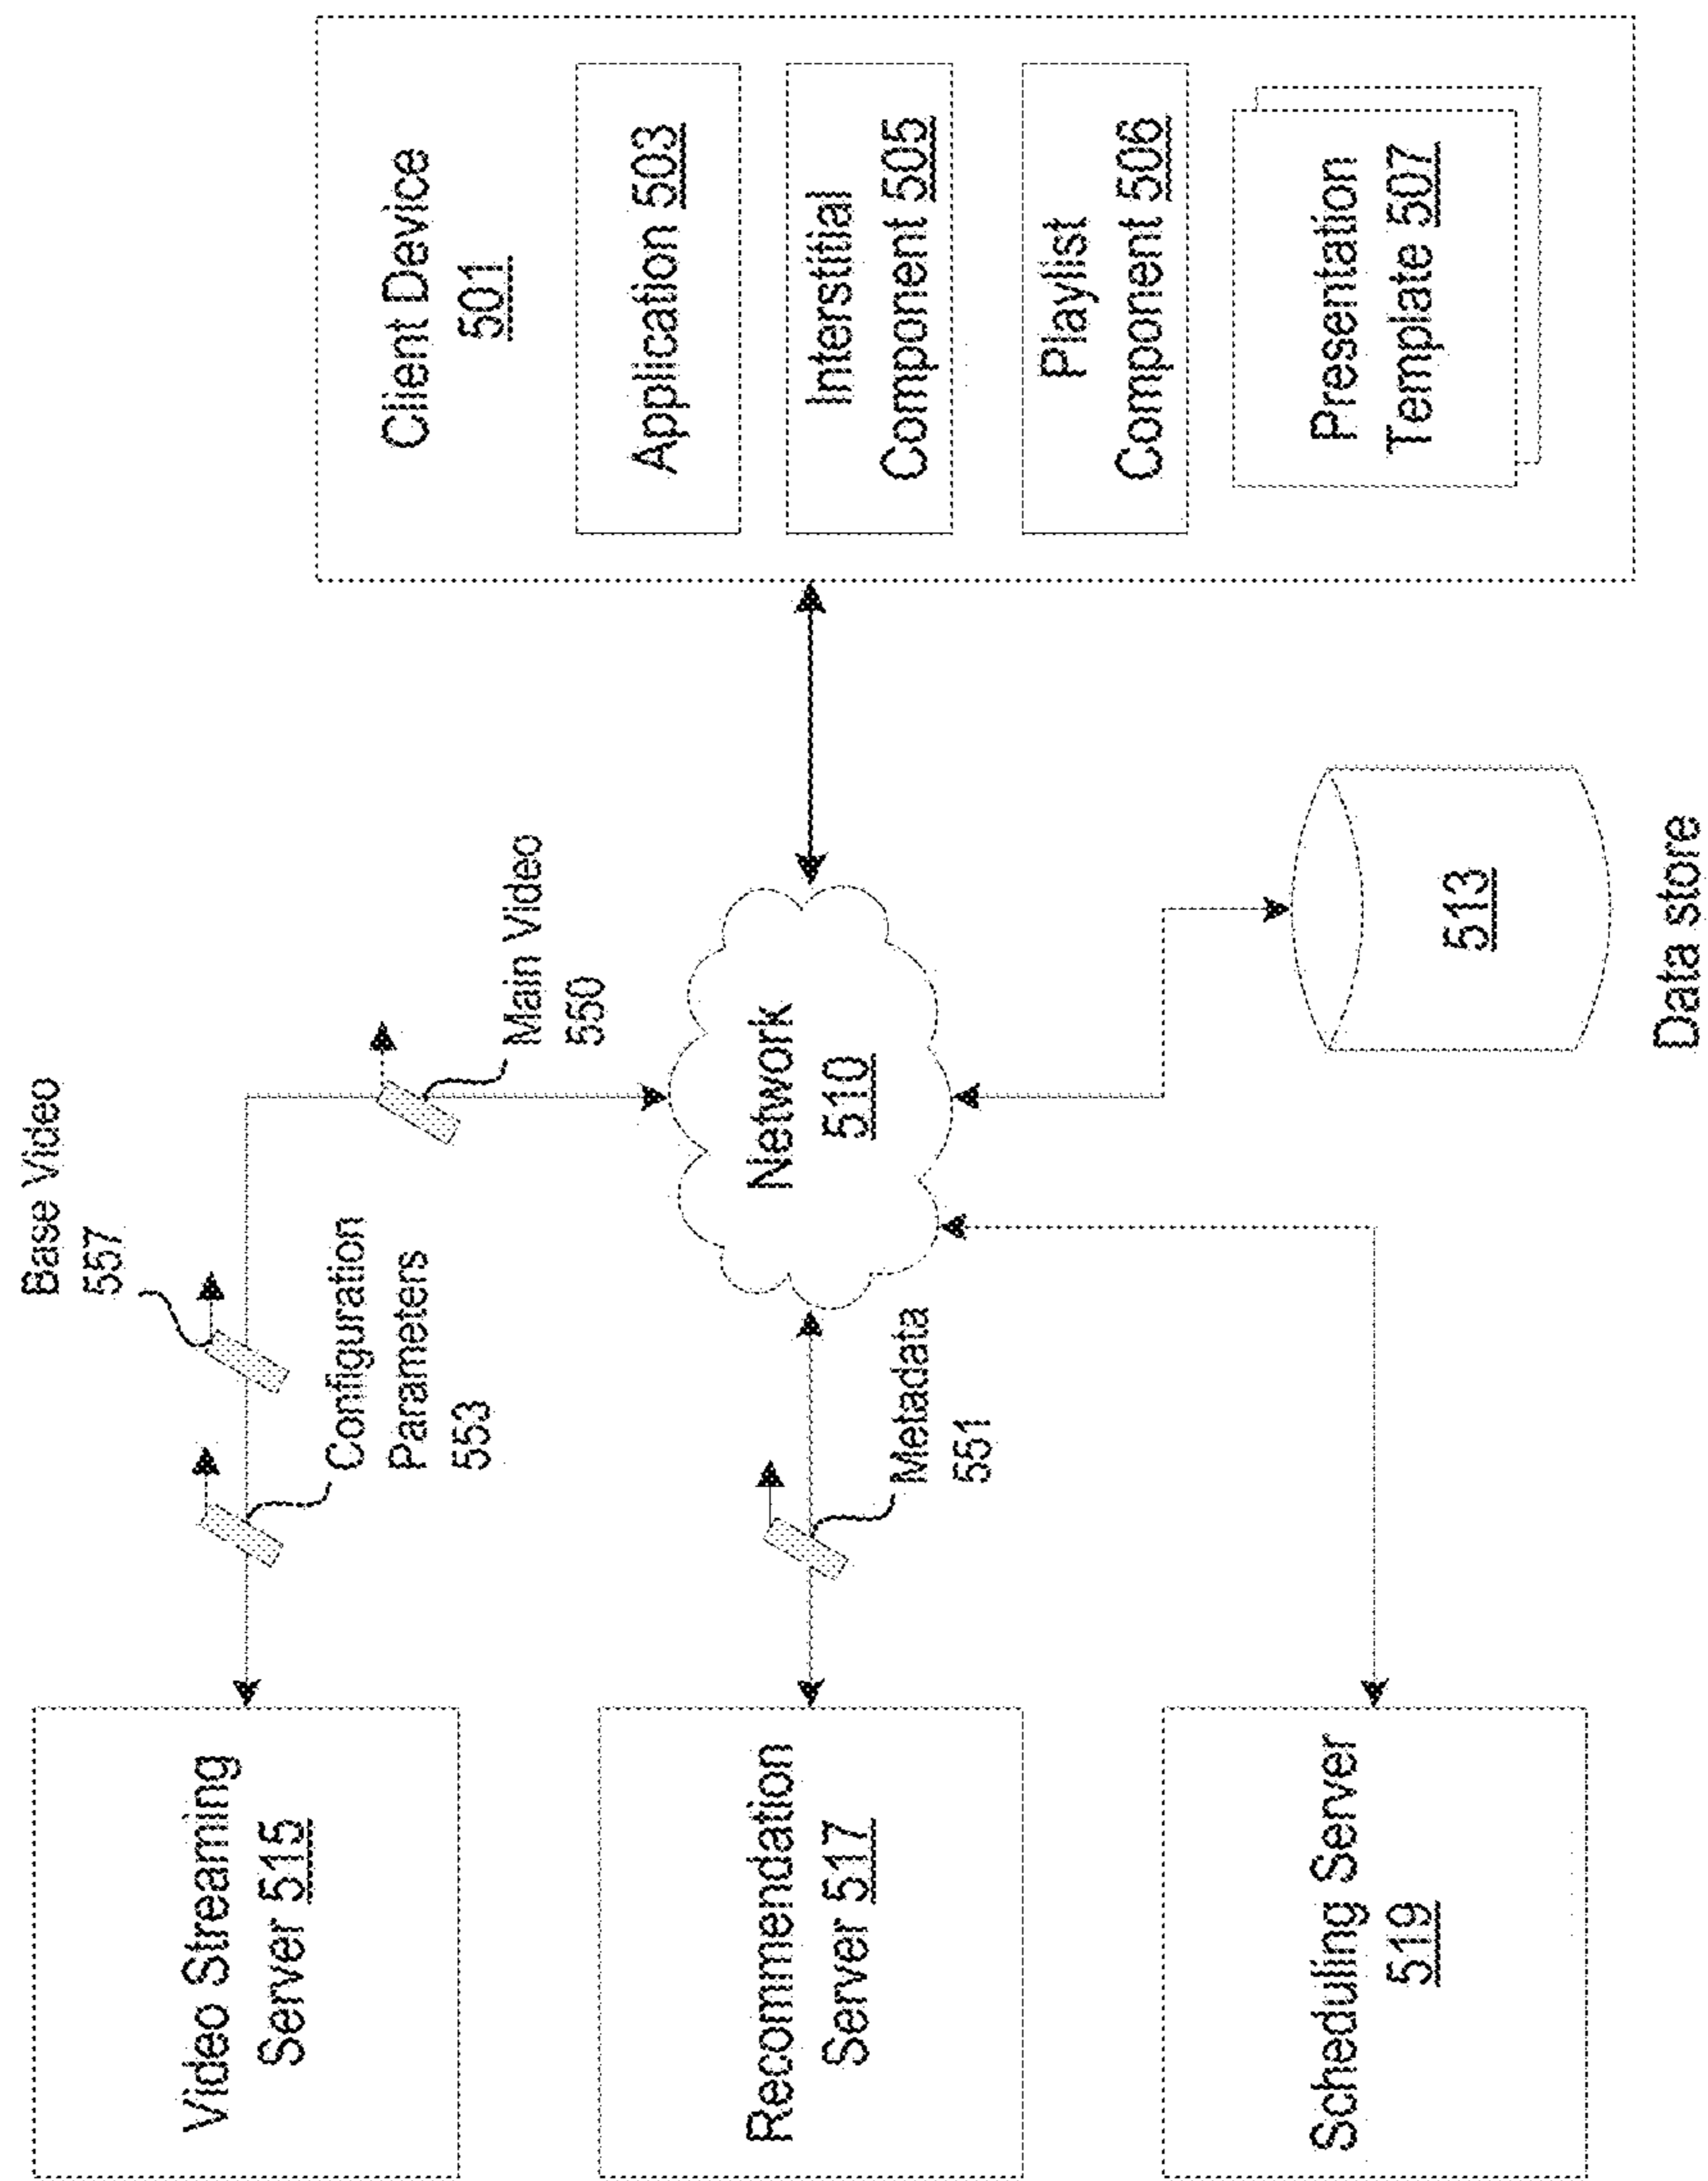 Video Streaming
Server 515
Recommendation
Server 517
Scheduling Server
519
Base Video
557
Configuration
Parameters
553
Main Video
550
Metadata
551
Network
510
513
Data store
Client Device
501
Application 503
Interstitial
Component 505
Playlist
Component 506
Presentation
Template 507